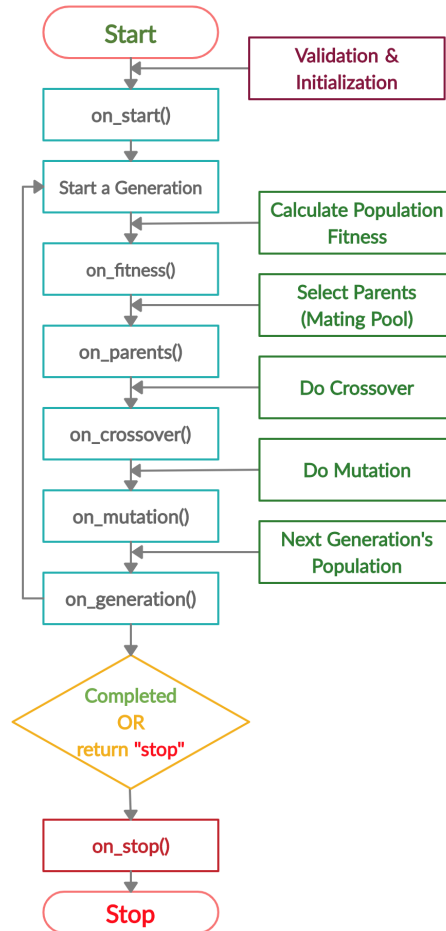 Start
Validation &
Initialization
on_start()
Start a Generation
Calculate Population
Fitness
on_fitness()
Select Parents
(Mating Pool)
on_parents()
Do Crossover
on_crossover()
Do Mutation
on_mutation()
Next Generation's
Population
on_generation()
Completed
OR
return "stop"
on_stop()
Stop